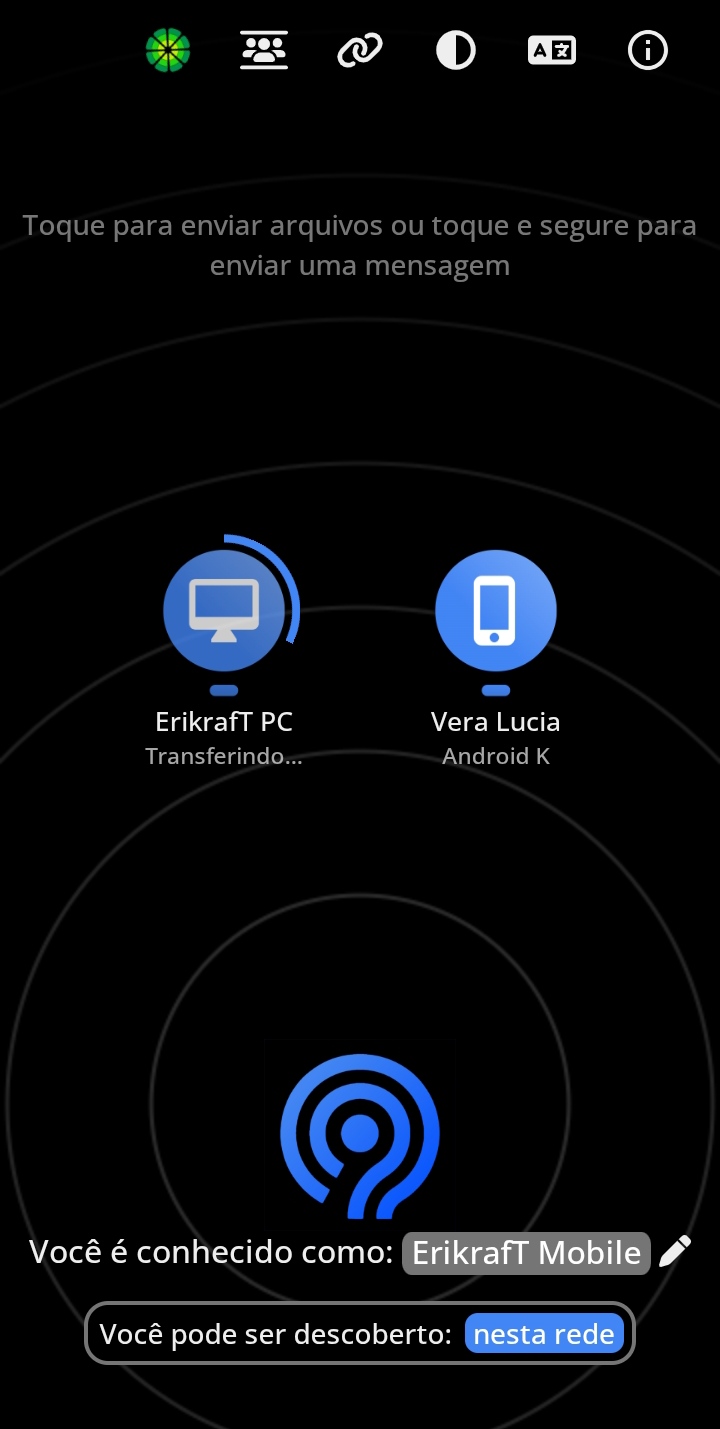 Toque para enviar arquivos ou toque e segure para
enviar uma mensagem
ErikrafT PC
Transferindo...
Vera Lucia
Android K
Você é conhecido como: ErikrafT Mobile
Você pode ser descoberto: nesta rede